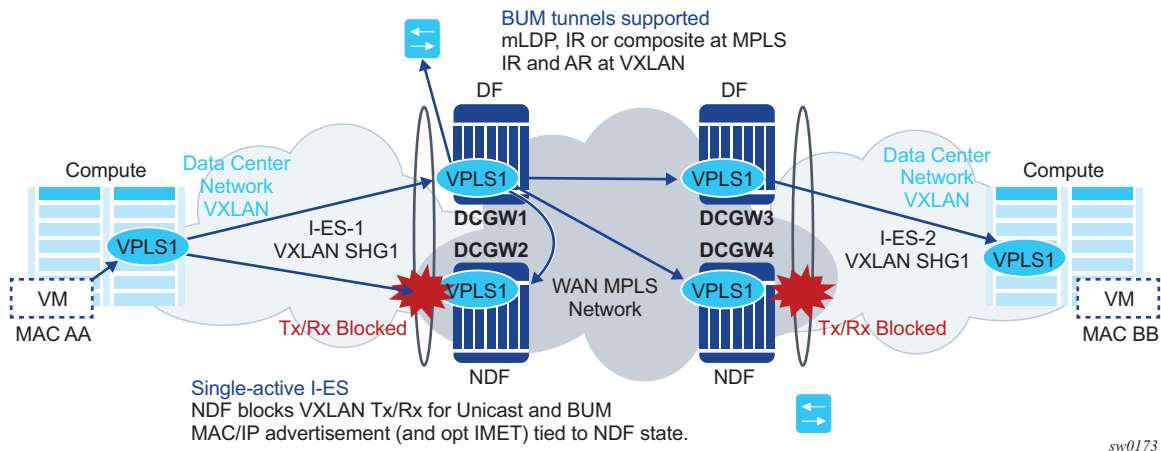 BUM tunnels supported
mLDP, IR or composite at MPLS
IR and AR at VXLAN
DF
DF
Compute
Data Center
Network
VXLAN
VPLS1
VPLS1
Data Center
Network
VXLAN
Compute
VPLS1
I-ES-1
VXLAN SHG1
DCGW1
DCGW2
DCGW3
DCGW4
I-ES-2
VXLAN SHG1
VPLS1
VM
MAC AA
VPLS1
WAN MPLS
Network
VPLS1
VM
MAC BB
Tx/Rx Blocked
Tx/Rx Blocked
NDF
NDF
Single-active I-ES
NDF blocks VXLAN Tx/Rx for Unicast and BUM
MAC/IP advertisement (and opt IMET) tied to NDF state.
sw0173